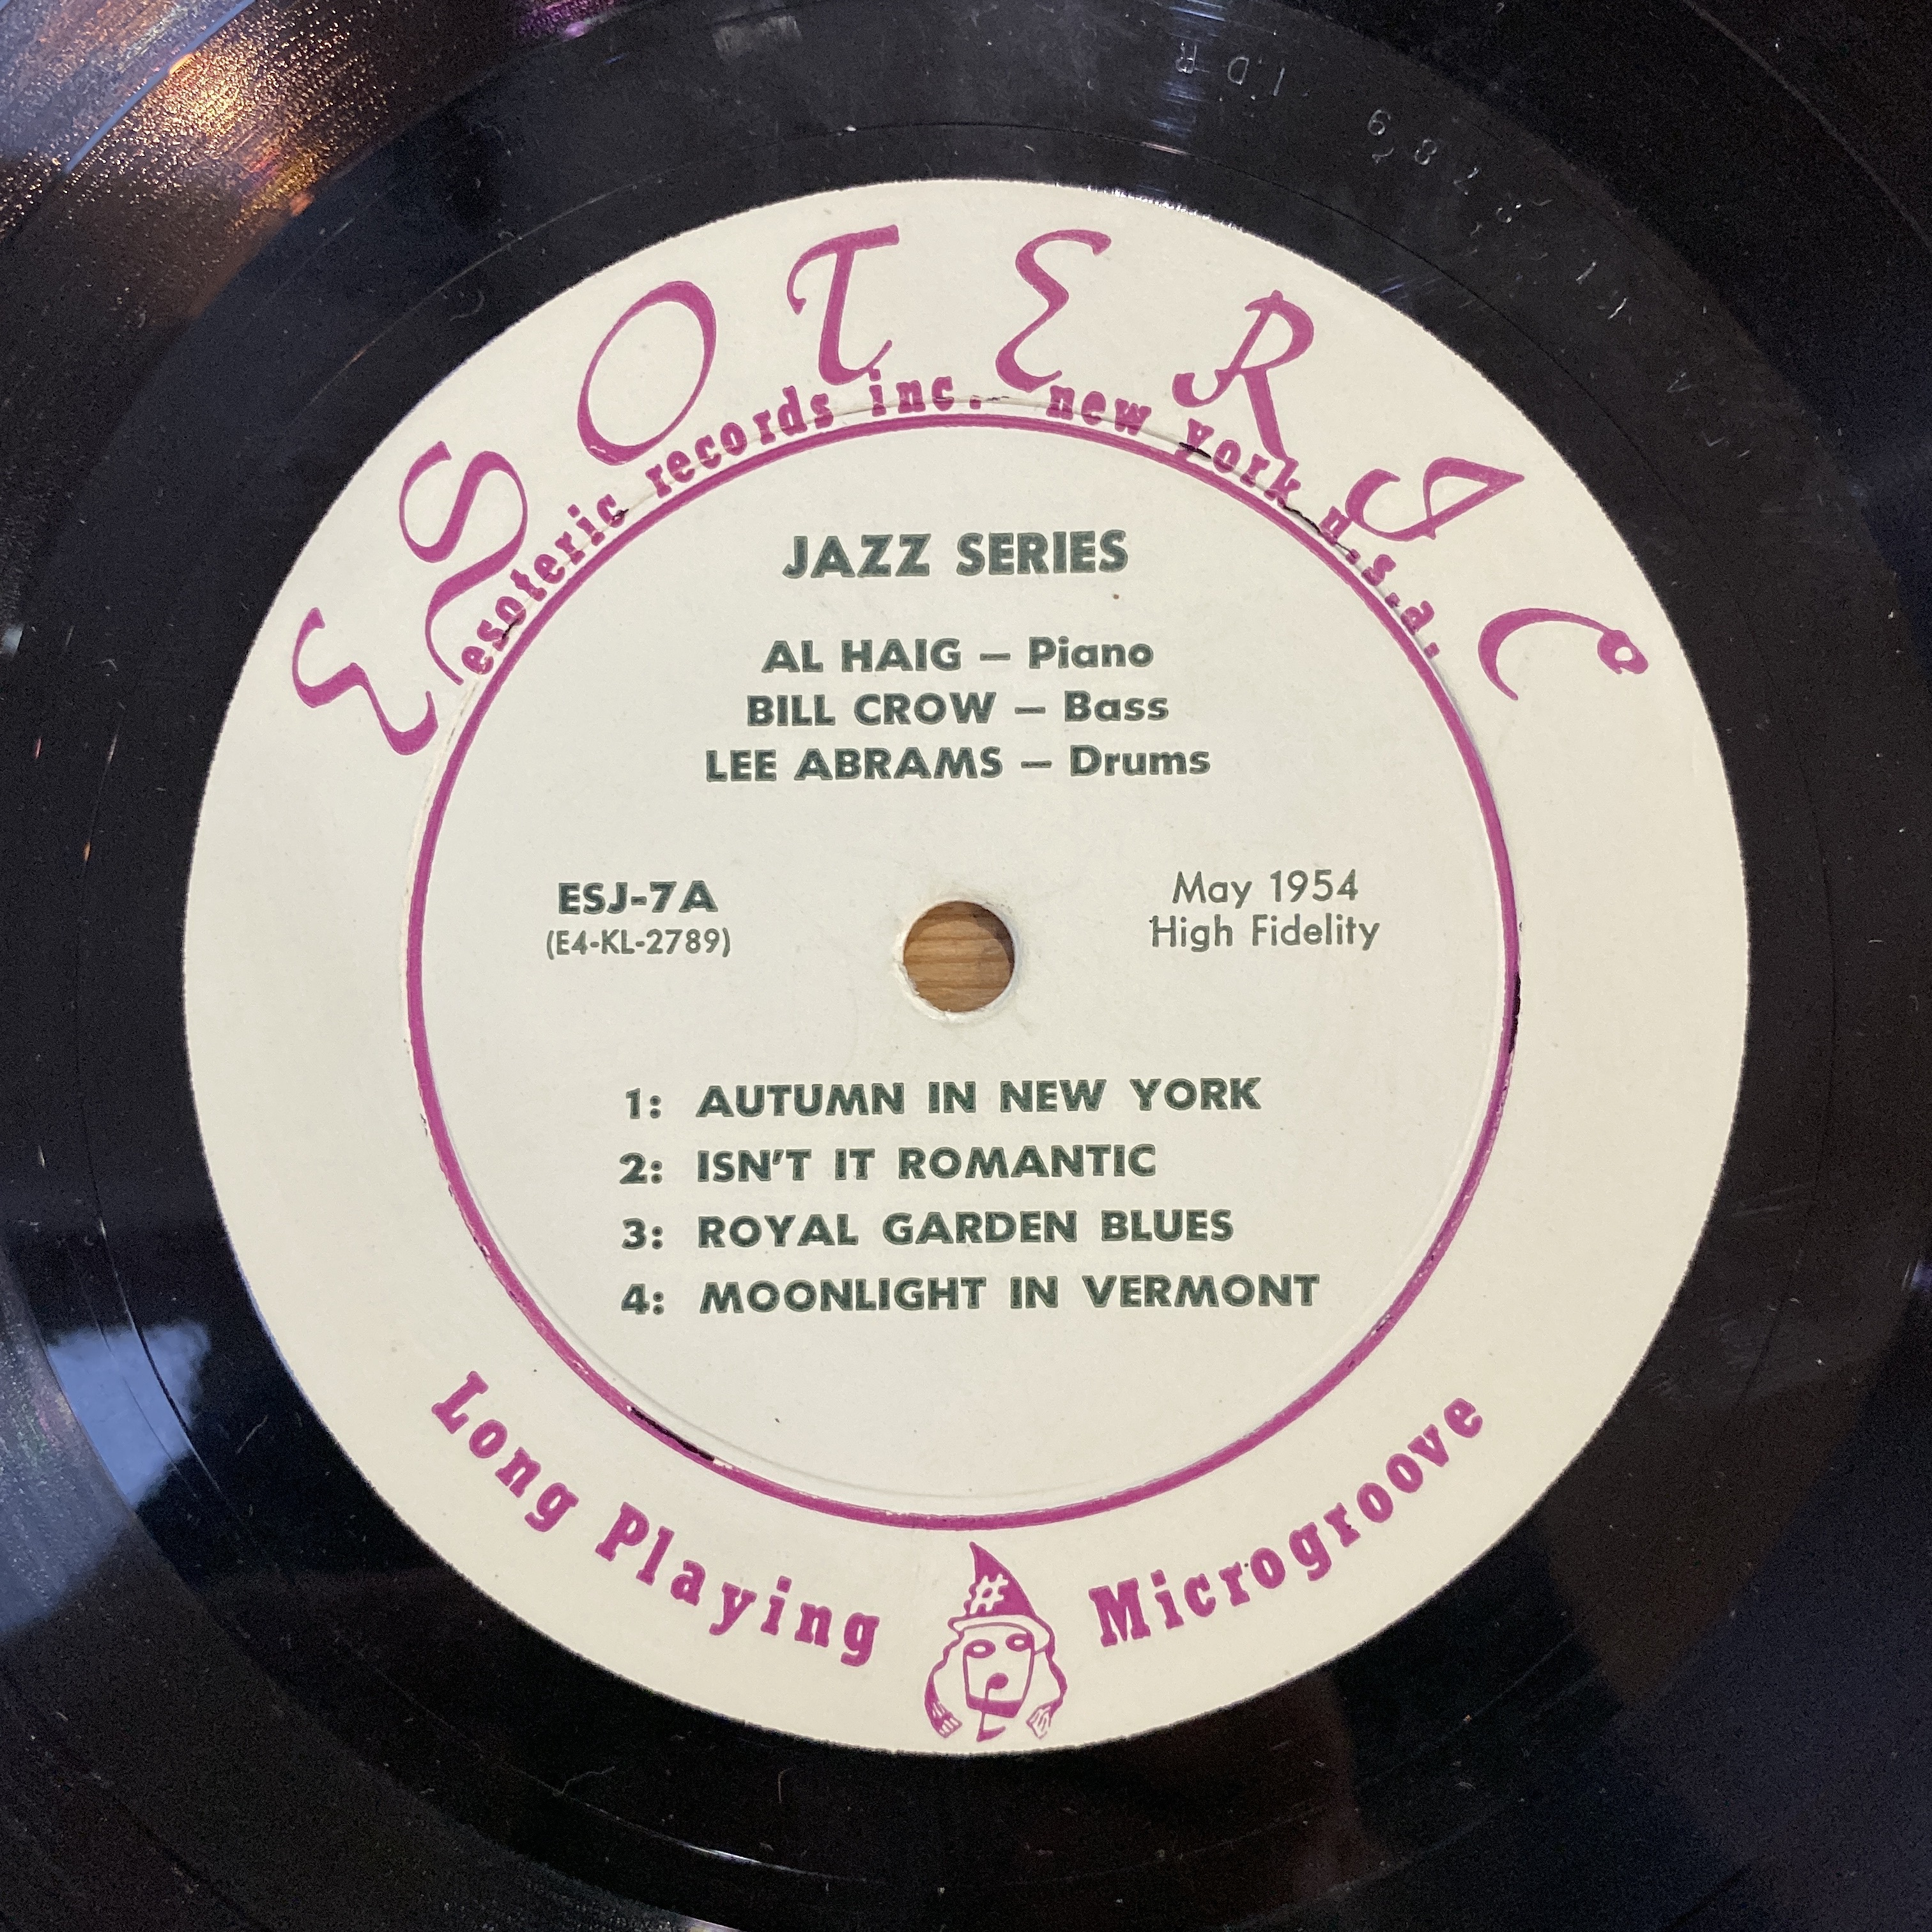 ESOTERIC
esoteric records inc. new york u.s.a.
JAZZ SERIES
AL HAIG — Piano
BILL CROW — Bass
LEE ABRAMS — Drums
ESJ-7A
(E4-KL-2789)
May 1954
High Fidelity
1: AUTUMN IN NEW YORK
2: ISN'T IT ROMANTIC
3: ROYAL GARDEN BLUES
4: MOONLIGHT IN VERMONT
Long Playing Microgroove
#